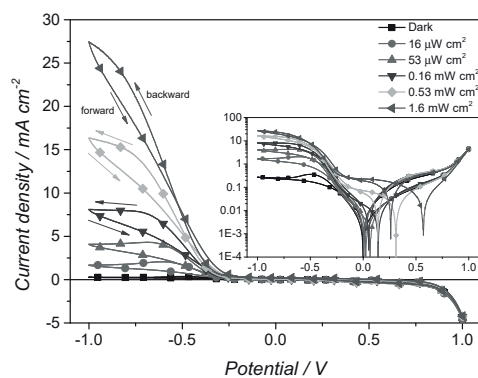 30
25
20
15
10
5
0
-5
Current density / mA cm-2
-1.0
-0.5
0.0
0.5
1.0
Potential / V
forward
backward
Dark
16 µW cm2
53 µW cm2
0.16 mW cm2
0.53 mW cm2
1.6 mW cm2
100
10
1
0.1
0.01
1E-3
1E-4
-1.0
-0.5
0.0
0.5
1.0